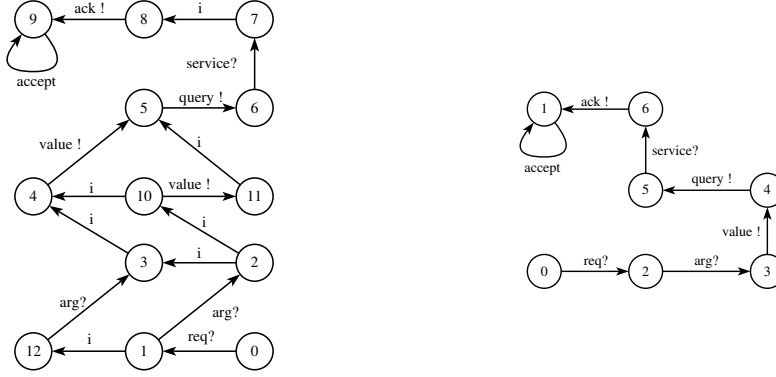 9 ack ! 8 i 7
accept
service?
5 query ! 6
value ! i
4 i 10 value ! 11
i i
3 i 2
arg? arg?
12 i 1 req? 0
1 ack ! 6
accept
service?
5 query ! 4
value !
0 req? 2 arg? 3